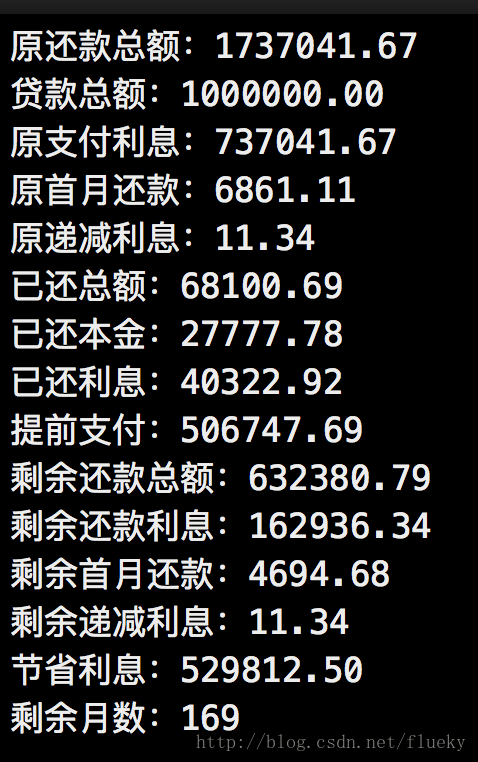 原还款总额：1737041.67
贷款总额：1000000.00
原支付利息：737041.67
原首月还款：6861.11
原递减利息：11.34
已还总额：68100.69
已还本金：27777.78
已还利息：40322.92
提前支付：506747.69
剩余还款总额：632380.79
剩余还款利息：162936.34
剩余首月还款：4694.68
剩余递减利息：11.34
节省利息：529812.50
剩余月数：169
http://blog.csdn.net/flueky